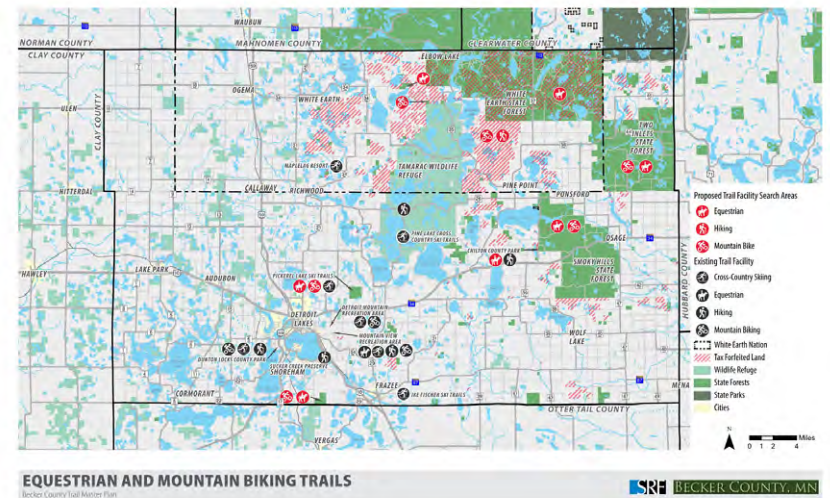 WAUBUN
NORMAN COUNTY
MAHNOMEN COUNTY
CLEARWATER COUNTY
CLAY COUNTY
ELBOW LAKE
OGEMA
WHITE EARTH
WHITE
EARTH STATE
FOREST
ULEN
CLAY COUNTY
TWO
INLETS
STATE
FOREST
MAPLELAG RESORT
TAMARAC WILDLIFE
REFUGE
HITTERDAL
CALLAWAY
RICHWOOD
PINE POINT
PONSFORD
PINE LAKE CROSS
COUNTRY SKI TRAILS
OSAGE
CHILTON COUNTY PARK
SMOKY HILLS
STATE
FOREST
HUBBARD COUNTY
HAWLEY
LAKE PARK
AUDUBON
PICKEREL LAKE SKI TRAILS
DETROIT MOUNTAIN
RECREATION AREA
DETROIT
LAKES
MOUNTAIN VIEW
RECREATION AREA
WOLF
LAKE
DUNTON LOCKS COUNTY PARK
LUCKER CREEK PRESERVE
SHOREHAM
FRAZEE
IKE FISCHER SKI TRAILS
CORMORANT
MENA
OTTER TAIL COUNTY
VERGAS
Proposed Trail Facility Search Areas
Equestrian
Hiking
Mountain Bike
Existing Trail Facility
Cross-Country Skiing
Equestrian
Hiking
Mountain Biking
White Earth Nation
Tax Forfeited Land
Wildlife Refuge
State Forests
State Parks
Cities
N
Miles
0 1 2 4
EQUESTRIAN AND MOUNTAIN BIKING TRAILS
Becker County Trail Master Plan
SRF BECKER COUNTY, MN